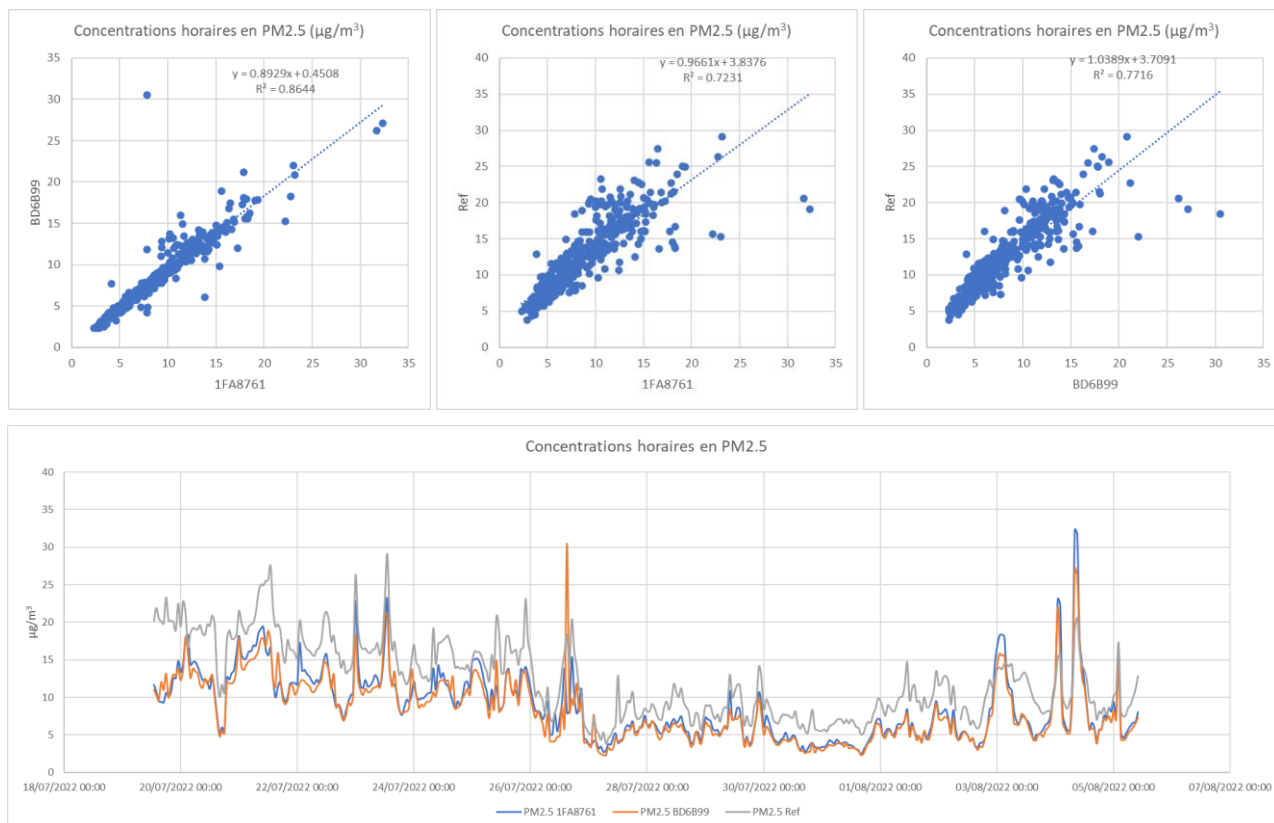 Concentrations horaires en PM2.5 (µg/m³)
y = 0.8929x + 0.4508
R² = 0.8644
35
30
25
20
15
10
5
0
BD6B99
0 5 10 15 20 25 30 35
1FA8761
Concentrations horaires en PM2.5 (µg/m³)
y = 0.9661x + 3.8376
R² = 0.7231
40
35
30
25
20
15
10
5
0
Ref
0 5 10 15 20 25 30 35
1FA8761
Concentrations horaires en PM2.5 (µg/m³)
y = 1.0389x + 3.7091
R² = 0.7716
40
35
30
25
20
15
10
5
0
Ref
0 5 10 15 20 25 30 35
BD6B99
Concentrations horaires en PM2.5
40
35
30
25
20
15
10
5
0
µg/m³
18/07/2022 00:00 20/07/2022 00:00 22/07/2022 00:00 24/07/2022 00:00 26/07/2022 00:00 28/07/2022 00:00 30/07/2022 00:00 01/08/2022 00:00 03/08/2022 00:00 05/08/2022 00:00 07/08/2022 00:00
PM2.5 1FA8761 PM2.5 BD6B99 PM2.5 Ref